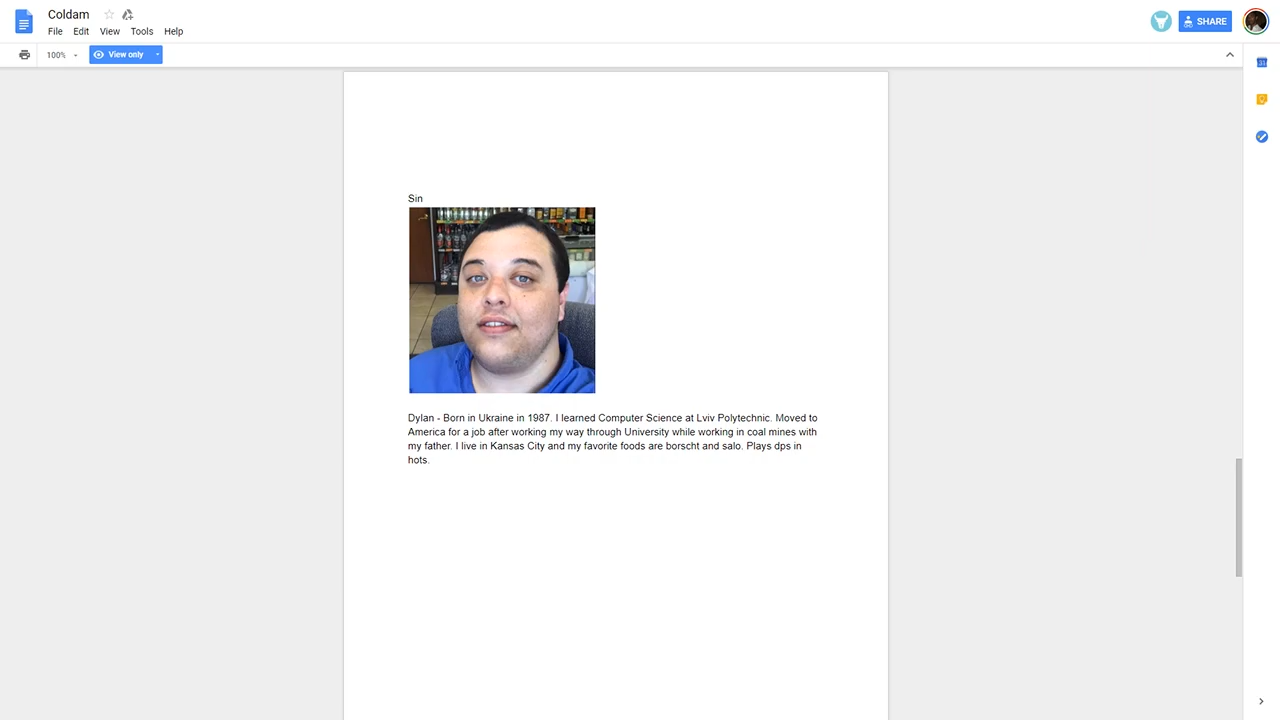 Coldam
File Edit View Tools Help
SHARE
100%
View only
Sin
Dylan - Born in Ukraine in 1987. I learned Computer Science at Lviv Polytechnic. Moved to
America for a job after working my way through University while working in coal mines with
my father. I live in Kansas City and my favorite foods are borscht and salo. Plays dps in
hots.